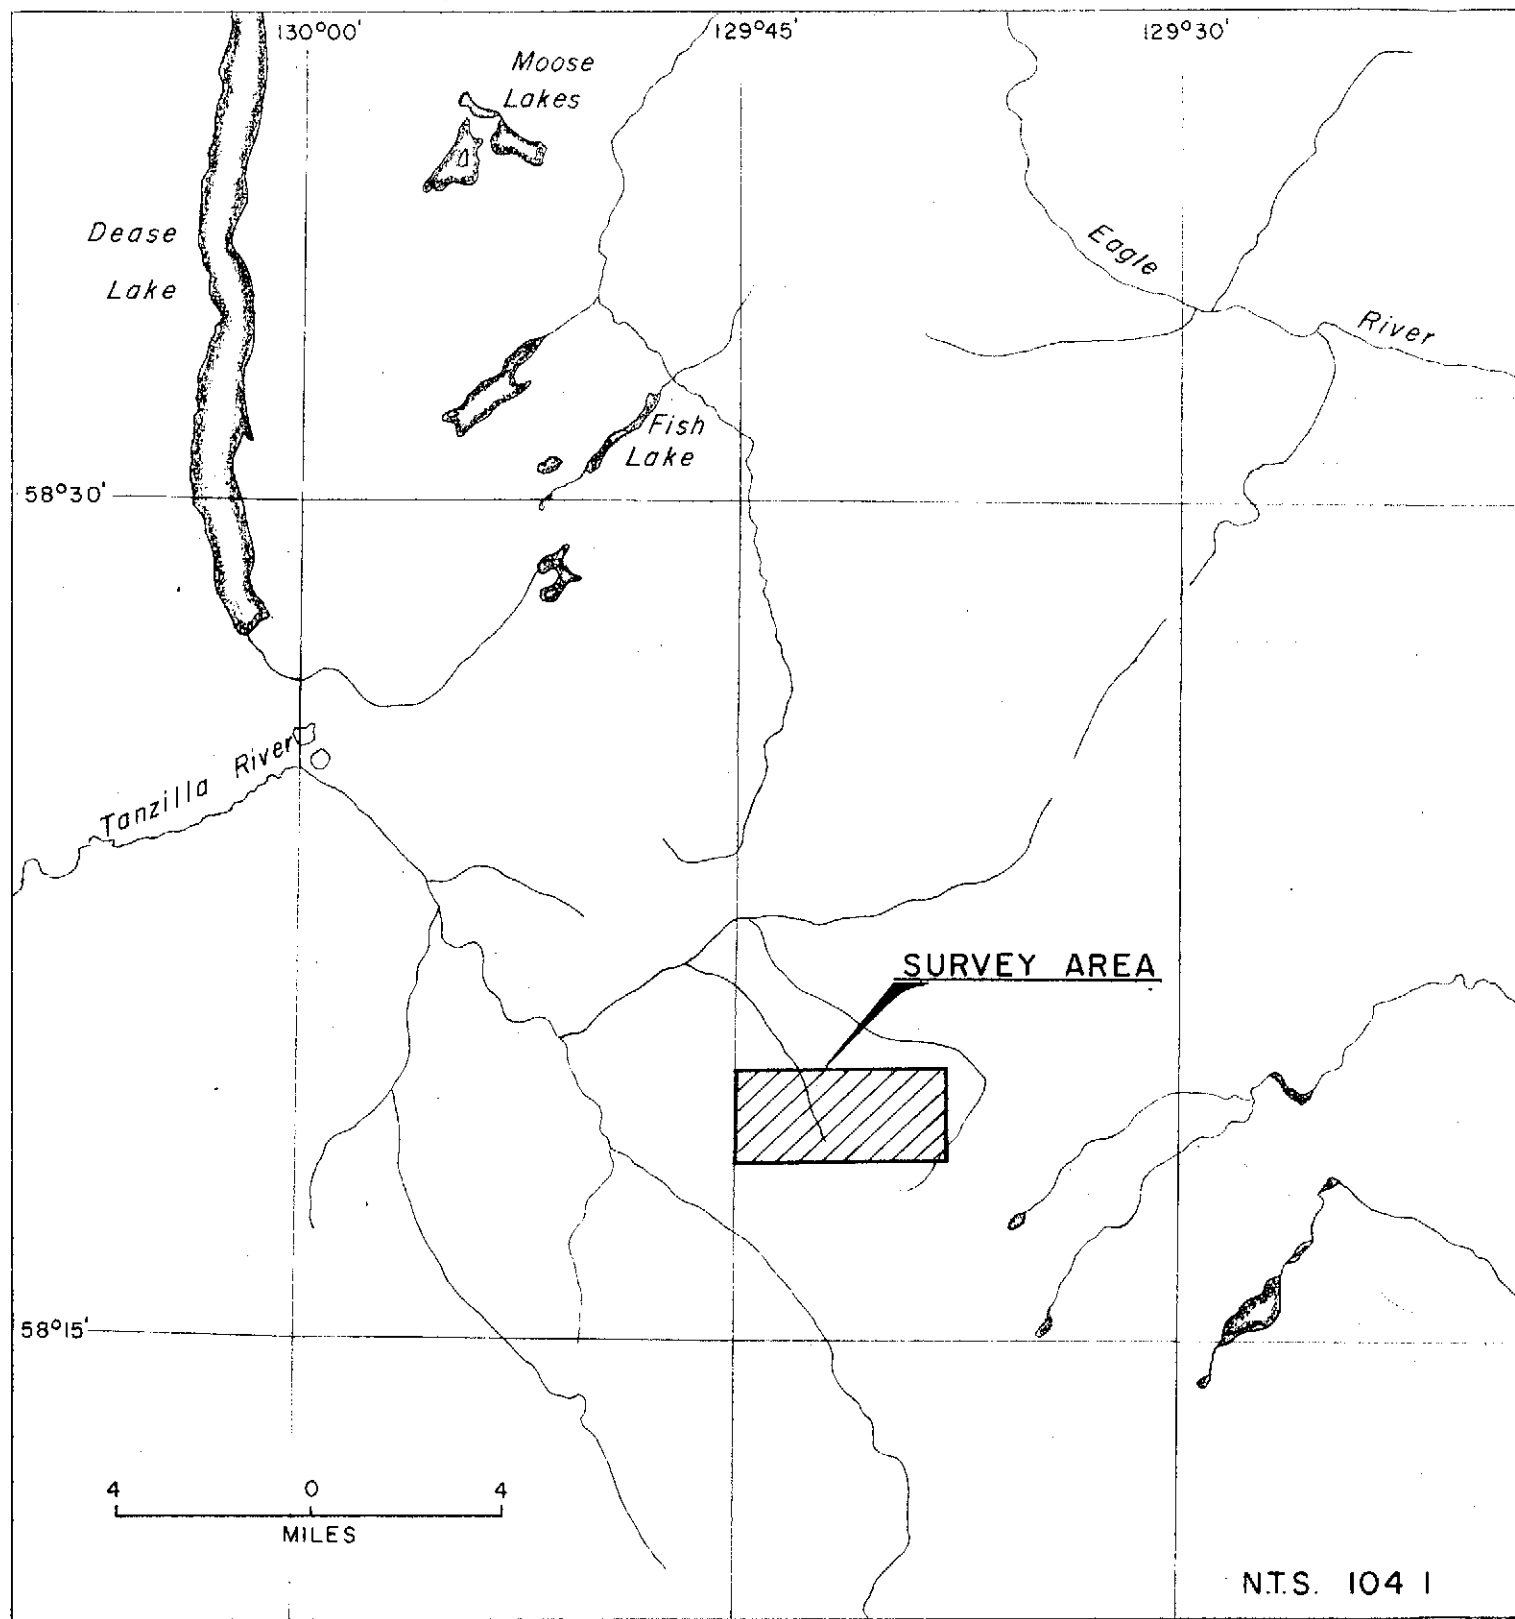 130°00'
129°45'
129°30'
Moose
Lakes
Dease
Lake
Eagle
River
Fish
Lake
58°30'
Tanzilla River
SURVEY AREA
58°15'
4 0 4
MILES
N.T.S. 104 I